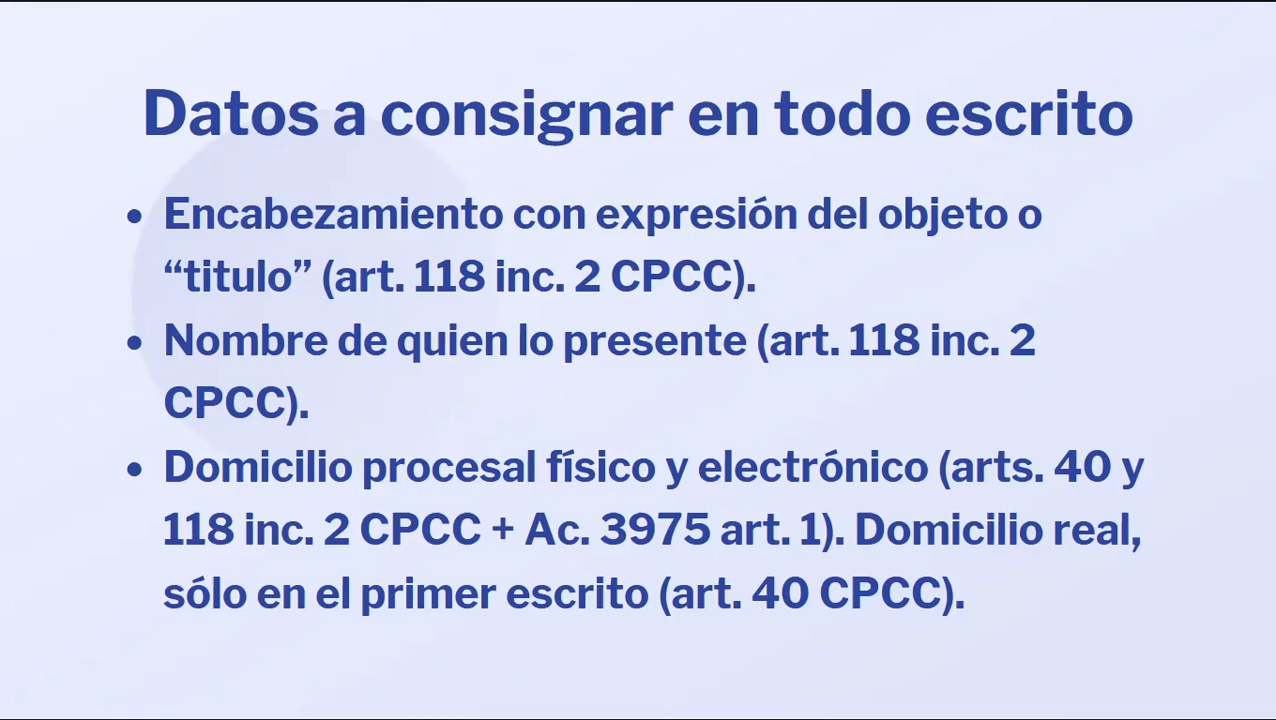 Datos a consignar en todo escrito
• Encabezamiento con expresión del objeto o
“titulo” (art. 118 inc. 2 CPCC).
• Nombre de quien lo presente (art. 118 inc. 2
CPCC).
• Domicilio procesal físico y electrónico (arts. 40 y
118 inc. 2 CPCC + Ac. 3975 art. 1). Domicilio real,
sólo en el primer escrito (art. 40 CPCC).